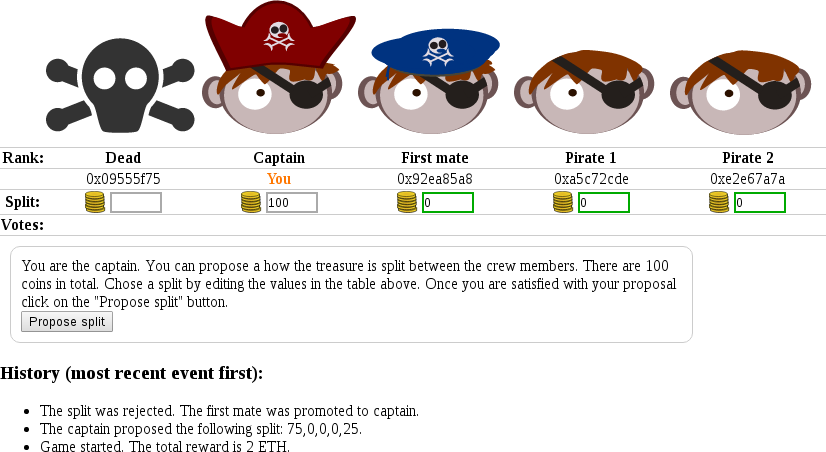 Rank: Dead Captain First mate Pirate 1 Pirate 2
0x09555f75 You 0x92ea85a8 0xa5c72cde 0xe2e67a7a
Split: 100 0 0 0
Votes:
You are the captain. You can propose a how the treasure is split between the crew members. There are 100
coins in total. Chose a split by editing the values in the table above. Once you are satisfied with your proposal
click on the "Propose split" button.
Propose split
History (most recent event first):
• The split was rejected. The first mate was promoted to captain.
• The captain proposed the following split: 75,0,0,0,25.
• Game started. The total reward is 2 ETH.